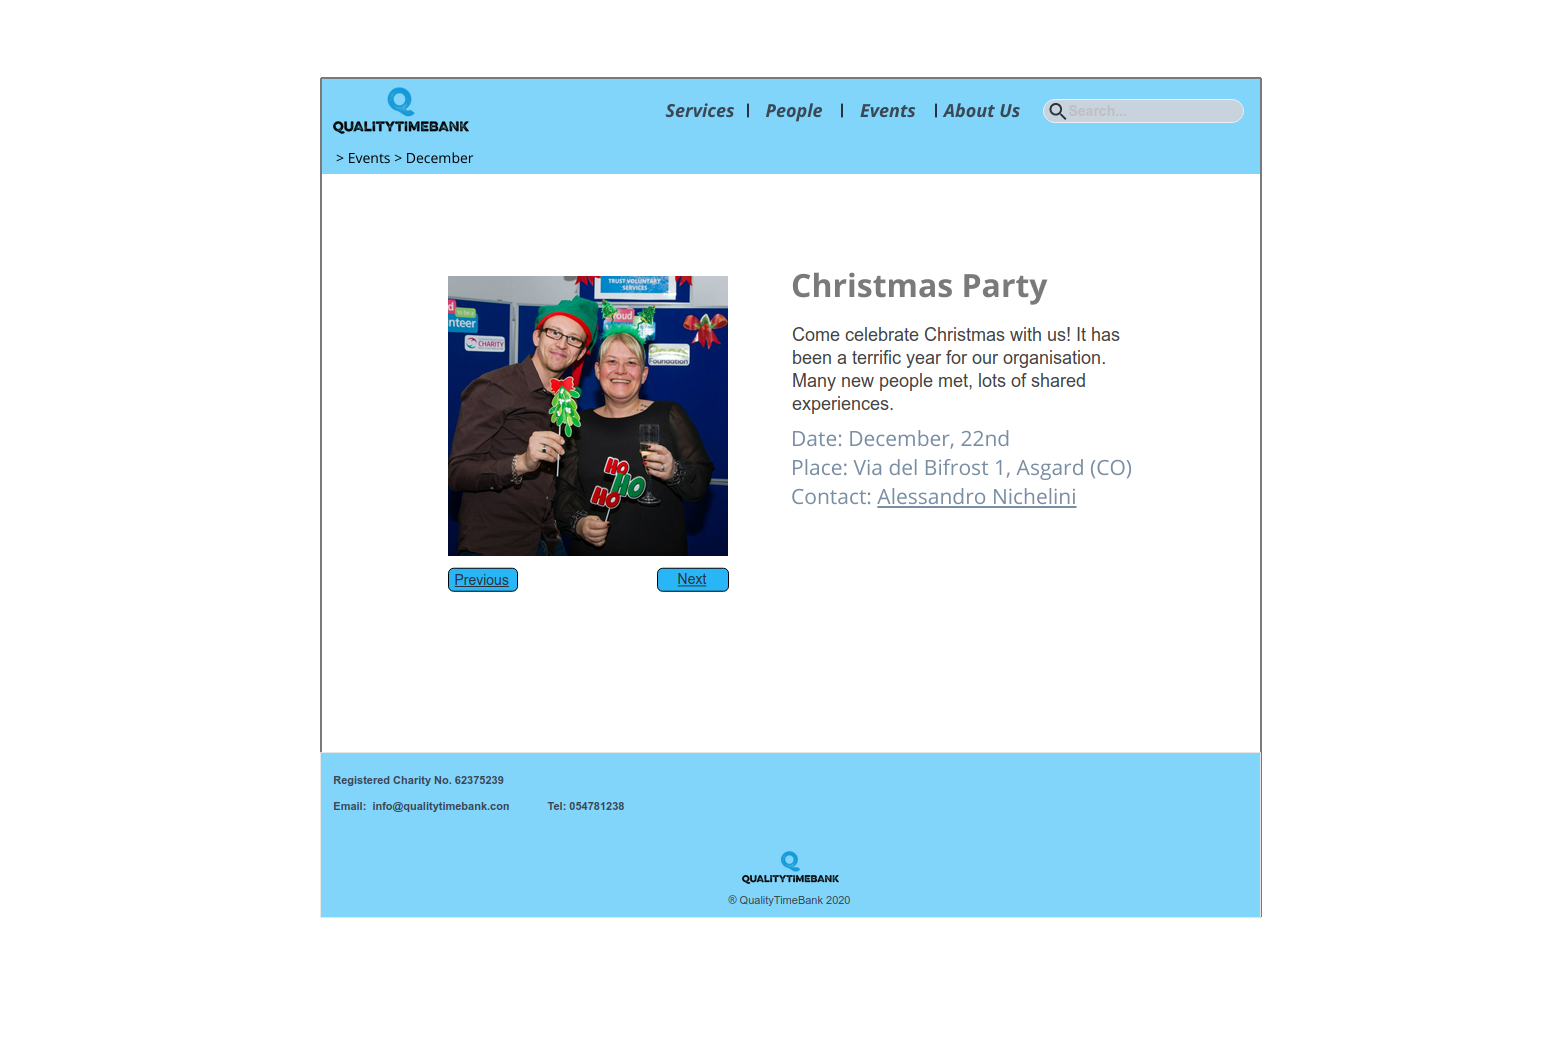 QUALITYTIMEBANK
Services
People
Events
About Us
Search...
> Events > December
TRUST VOLUNTARY
SERVICES
nteer
CHARITY
roud
Foundation
HO
HO
HO
Christmas Party
Come celebrate Christmas with us! It has
been a terrific year for our organisation.
Many new people met, lots of shared
experiences.
Date: December, 22nd
Place: Via del Bifrost 1, Asgard (CO)
Contact: Alessandro Nichelini
Previous
Next
Registered Charity No. 62375239
Email: info@qualitytimebank.con
Tel: 054781238
QUALITYTIMEBANK
® QualityTimeBank 2020